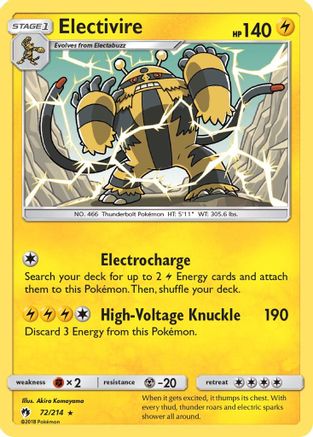 STAGE 1 Electivire HP 140
Evolves from Electabuzz
NO. 466 Thunderbolt Pokémon HT: 5'11" WT: 305.6 lbs.
Electrocharge
Search your deck for up to 2 Energy cards and attach
them to this Pokémon. Then, shuffle your deck.
High-Voltage Knuckle 190
Discard 3 Energy from this Pokémon.
weakness × 2 resistance -20 retreat
Illus. Akira Komayama
72/214 ★
©2018 Pokémon
When it gets excited, it thumps its chest. With
every thud, thunder roars and electric sparks
shower all around.